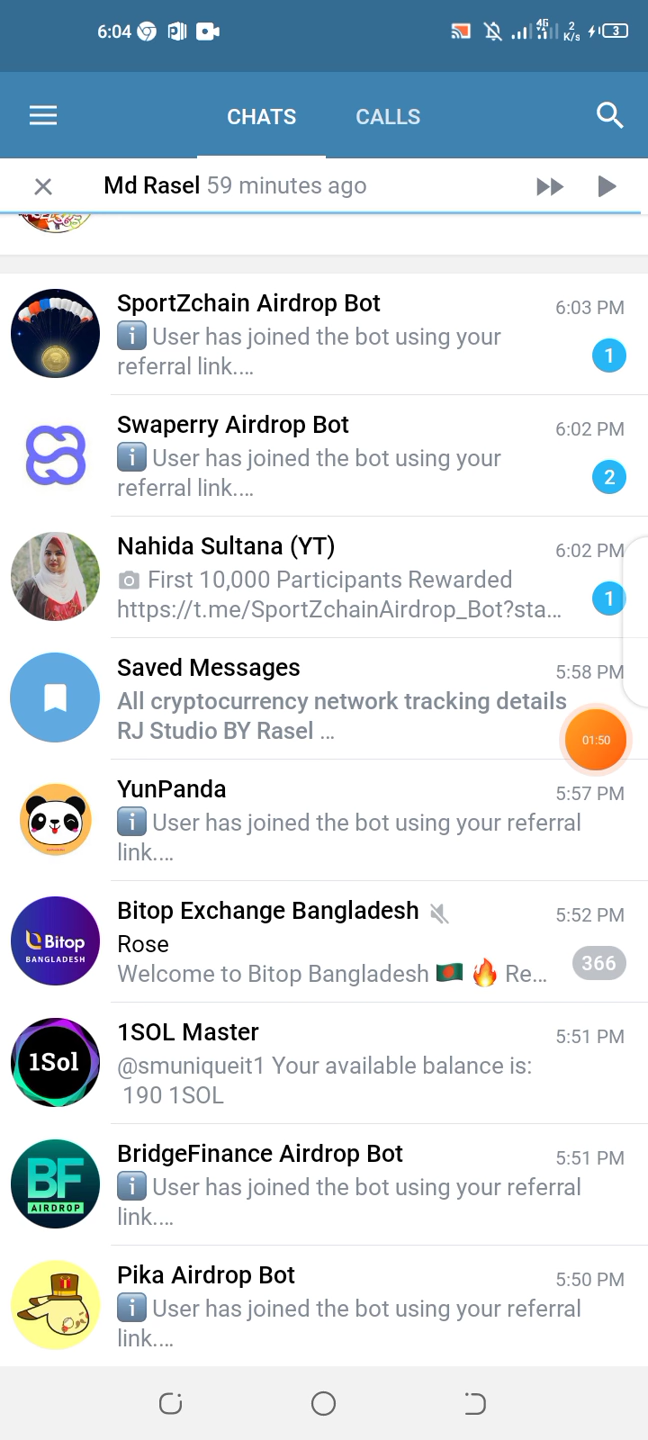 6:04
4G
2
K/s
3
CHATS CALLS
Md Rasel 59 minutes ago
SportZchain Airdrop Bot 6:03 PM
ℹ️ User has joined the bot using your
referral link....
1
Swaperry Airdrop Bot 6:02 PM
ℹ️ User has joined the bot using your
referral link....
2
Nahida Sultana (YT) 6:02 PM
First 10,000 Participants Rewarded
https://t.me/SportZchainAirdrop_Bot?sta...
1
Saved Messages 5:58 PM
All cryptocurrency network tracking details
RJ Studio BY Rasel ...
01:50
YunPanda 5:57 PM
ℹ️ User has joined the bot using your referral
link....
Bitop Exchange Bangladesh 5:52 PM
Bitop
BANGLADESH
Rose
Welcome to Bitop Bangladesh 🇧🇩 🔥 Re...
366
1SOL Master 5:51 PM
1Sol
@smuniqueit1 Your available balance is:
190 1SOL
BridgeFinance Airdrop Bot 5:51 PM
BF
AIRDROP
ℹ️ User has joined the bot using your referral
link....
Pika Airdrop Bot 5:50 PM
ℹ️ User has joined the bot using your referral
link....